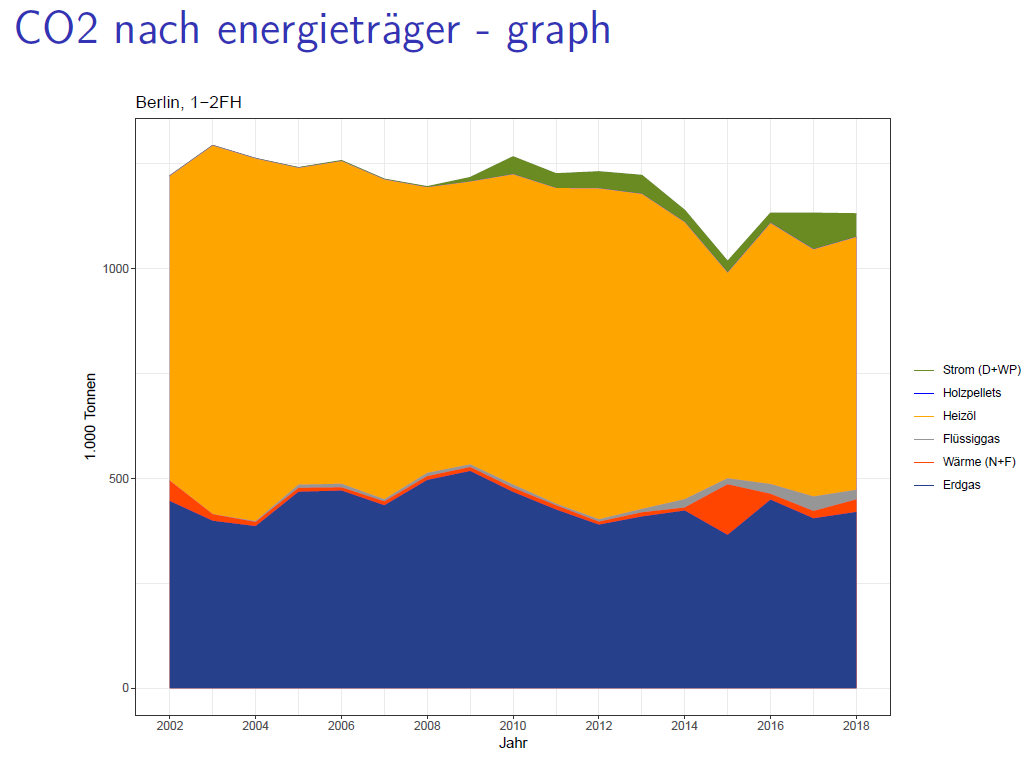 CO2 nach energieträger - graph
Berlin, 1−2FH
1000
500
0
1.000 Tonnen
2002 2004 2006 2008 2010 2012 2014 2016 2018
Jahr
Strom (D+WP)
Holzpellets
Heizöl
Flüssiggas
Wärme (N+F)
Erdgas